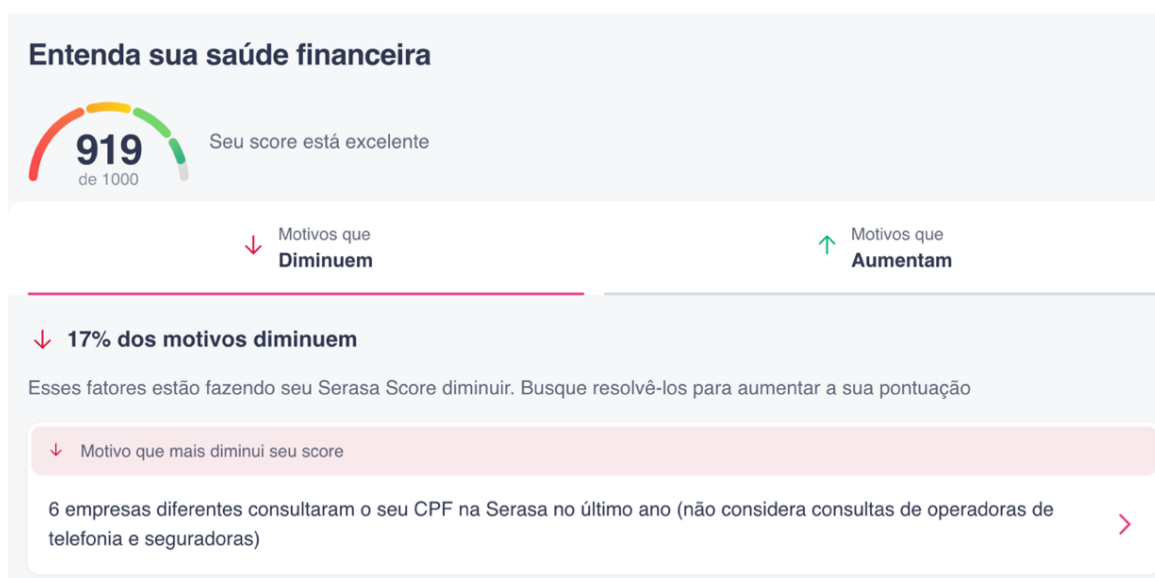 Entenda sua saúde financeira
919
de 1000
Seu score está excelente
Motivos que
Diminuem
Motivos que
Aumentam
17% dos motivos diminuem
Esses fatores estão fazendo seu Serasa Score diminuir. Busque resolvê-los para aumentar a sua pontuação
Motivo que mais diminui seu score
6 empresas diferentes consultaram o seu CPF na Serasa no último ano (não considera consultas de operadoras de
telefonia e seguradoras)